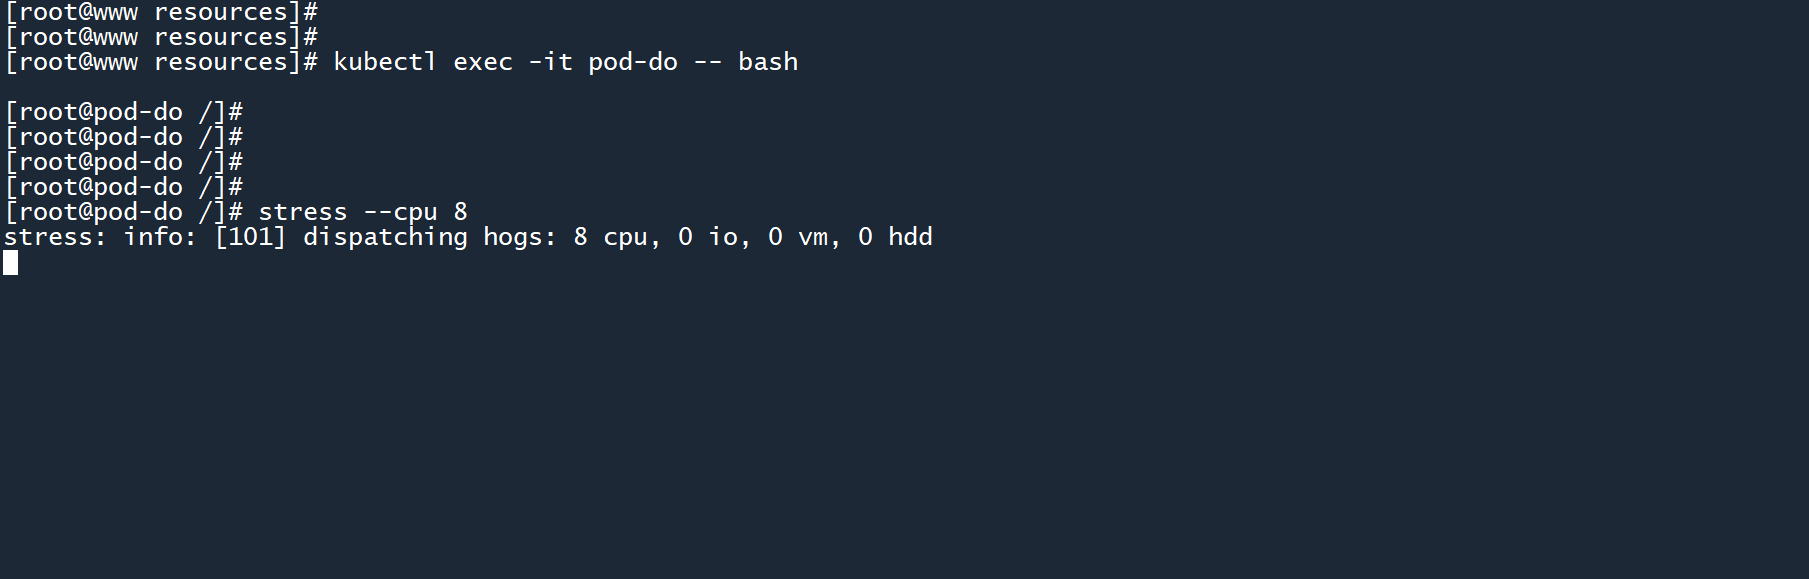 [root@www resources]#
[root@www resources]#
[root@www resources]# kubectl exec -it pod-do -- bash
[root@pod-do /]#
[root@pod-do /]#
[root@pod-do /]#
[root@pod-do /]#
[root@pod-do /]# stress --cpu 8
stress: info: [101] dispatching hogs: 8 cpu, 0 io, 0 vm, 0 hdd